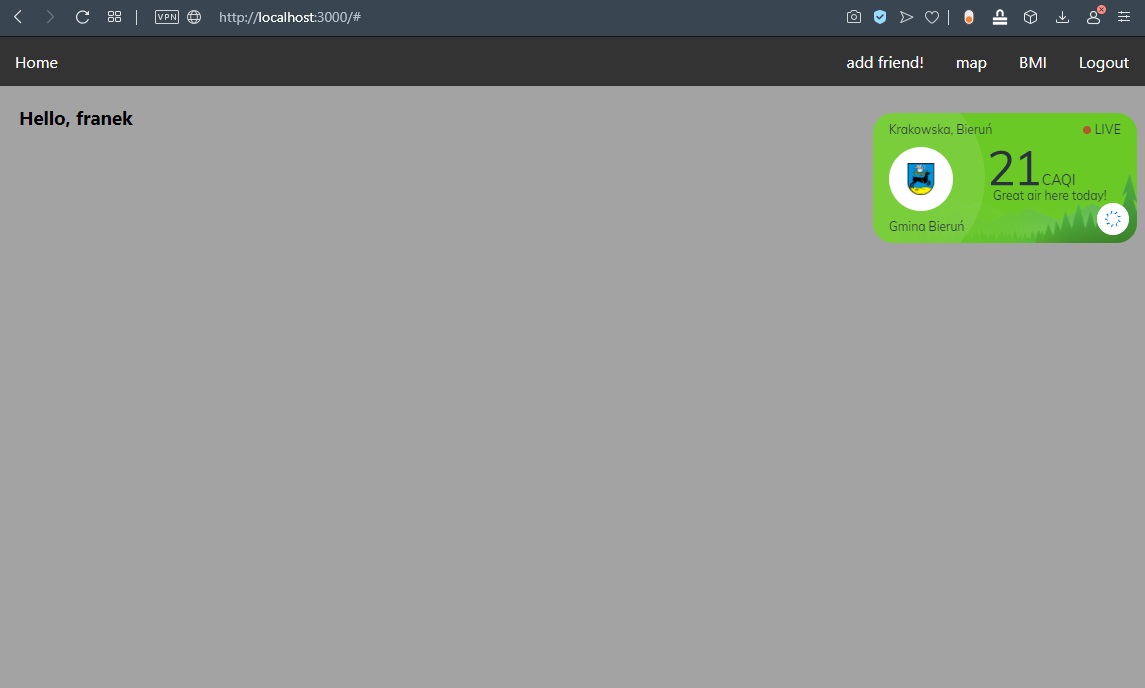 VPN
http://localhost:3000/#
Home
add friend!
map
BMI
Logout
Hello, franek
Krakowska, Bieruń
LIVE
21 CAQI
Great air here today!
Gmina Bieruń